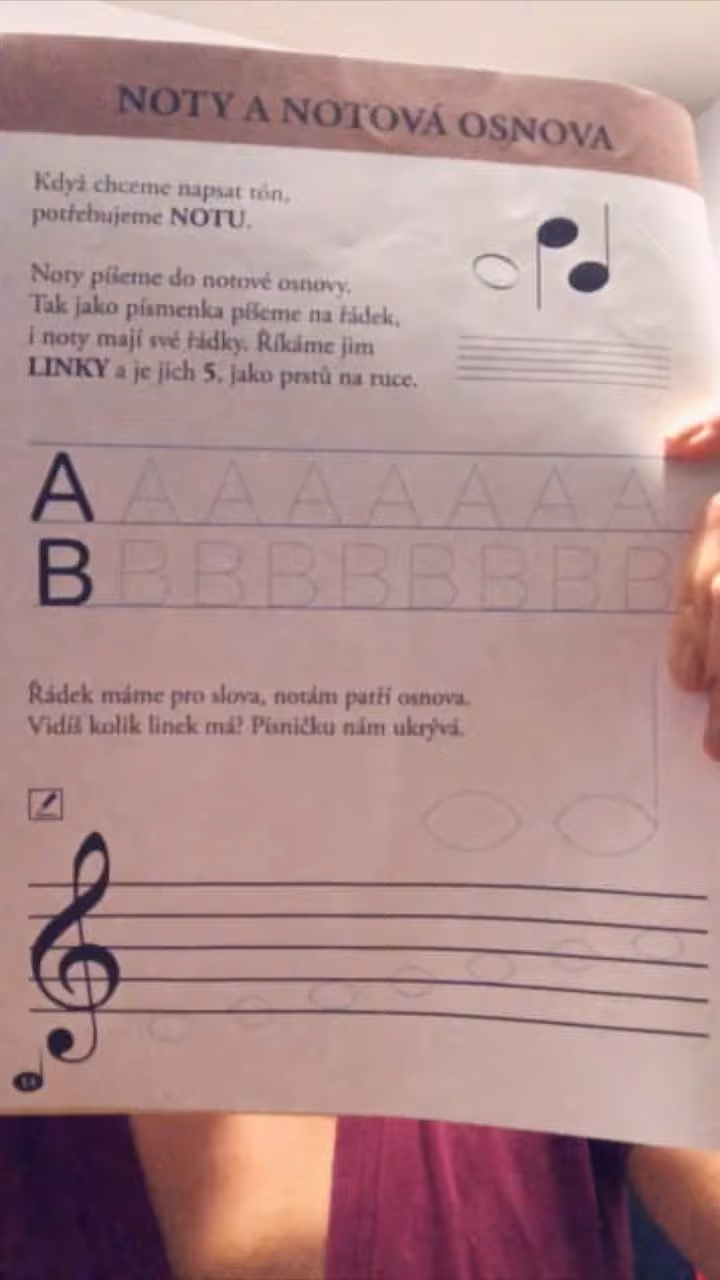 NOTY A NOTOVÁ OSNOVA
Když chceme napsat tón,
potřebujeme NOTU.
Noty píšeme do notové osnovy.
Tak jako písmenka píšeme na řádek,
i noty mají své řádky. Říkáme jim
LINKY a je jich 5, jako prstů na ruce.
A A A A A A A A
B B B B B B B B B
Řádek máme pro slova, notám patří osnova.
Vidíš kolik linek má? Písničku nám ukrývá.